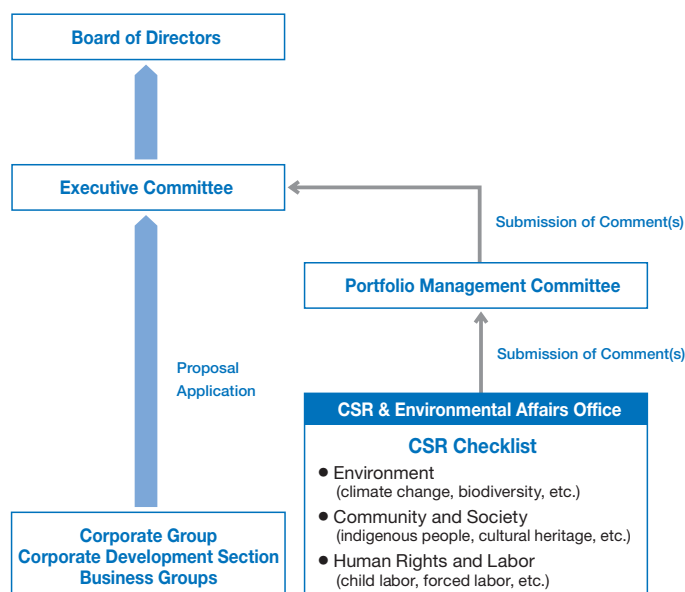 Board of Directors
Executive Committee
Submission of Comment(s)
Portfolio Management Committee
Submission of Comment(s)
Proposal
Application
CSR & Environmental Affairs Office
CSR Checklist
● Environment
(climate change, biodiversity, etc.)
● Community and Society
(indigenous people, cultural heritage, etc.)
● Human Rights and Labor
(child labor, forced labor, etc.)
Corporate Group
Corporate Development Section
Business Groups